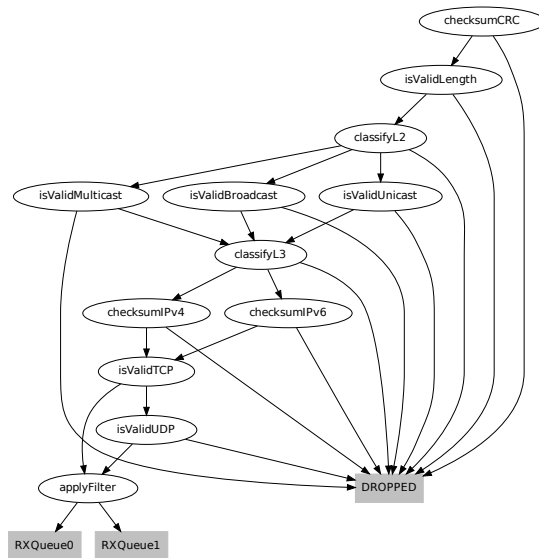 checksumCRC
isValidLength
classifyL2
isValidMulticast
isValidBroadcast
isValidUnicast
classifyL3
checksumIPv4
checksumIPv6
isValidTCP
isValidUDP
applyFilter
DROPPED
RXQueue0
RXQueue1